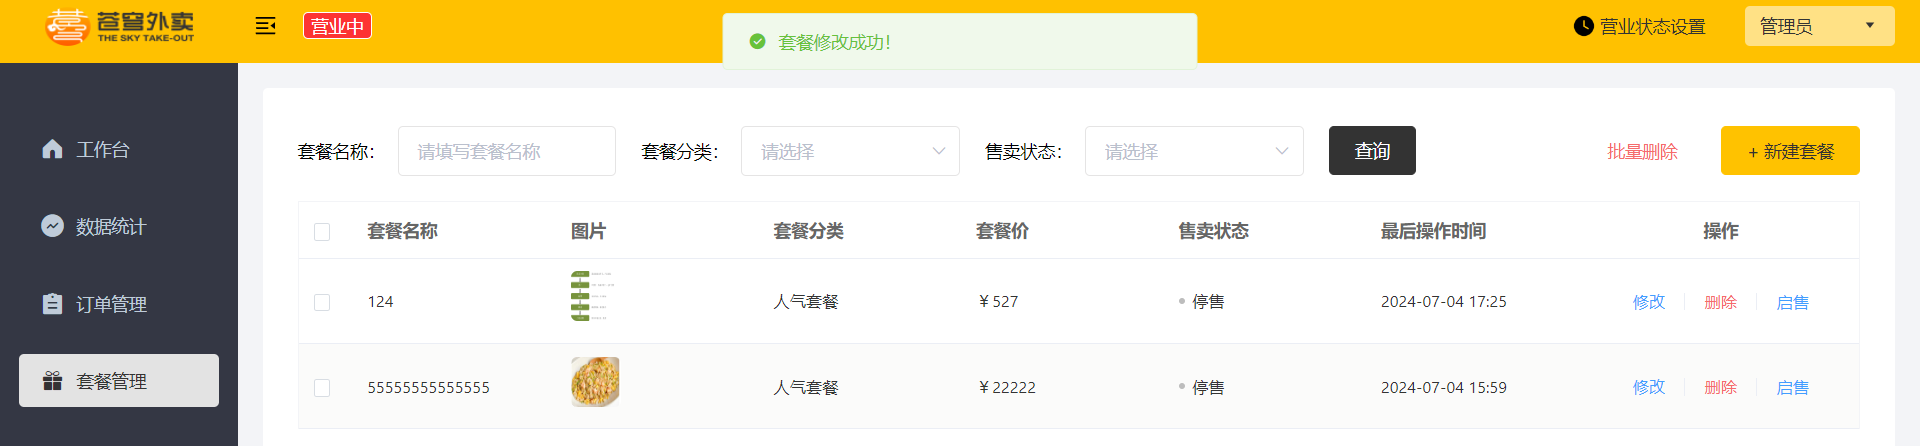 苍穹外卖
THE SKY TAKE-OUT
营业中
套餐修改成功!
营业状态设置
管理员
工作台
数据统计
订单管理
套餐管理
套餐名称: 请填写套餐名称 套餐分类: 请选择 售卖状态: 请选择 查询 批量删除 + 新建套餐
套餐名称 图片 套餐分类 套餐价 售卖状态 最后操作时间 操作
124 人气套餐 ¥527 停售 2024-07-04 17:25 修改 删除 启售
55555555555555 人气套餐 ¥22222 停售 2024-07-04 15:59 修改 删除 启售